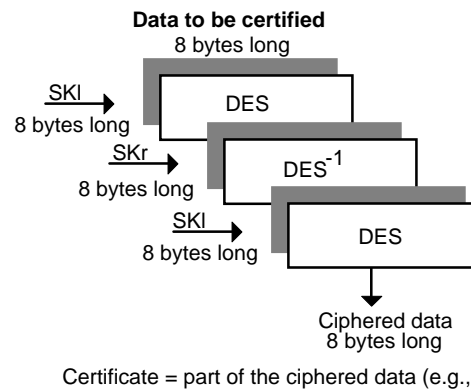 Data to be certified
8 bytes long
SKl
DES
8 bytes long
SKr
DES-1
8 bytes long
SKl
DES
8 bytes long
Ciphered data
8 bytes long
Certificate = part of the ciphered data (e.g.,